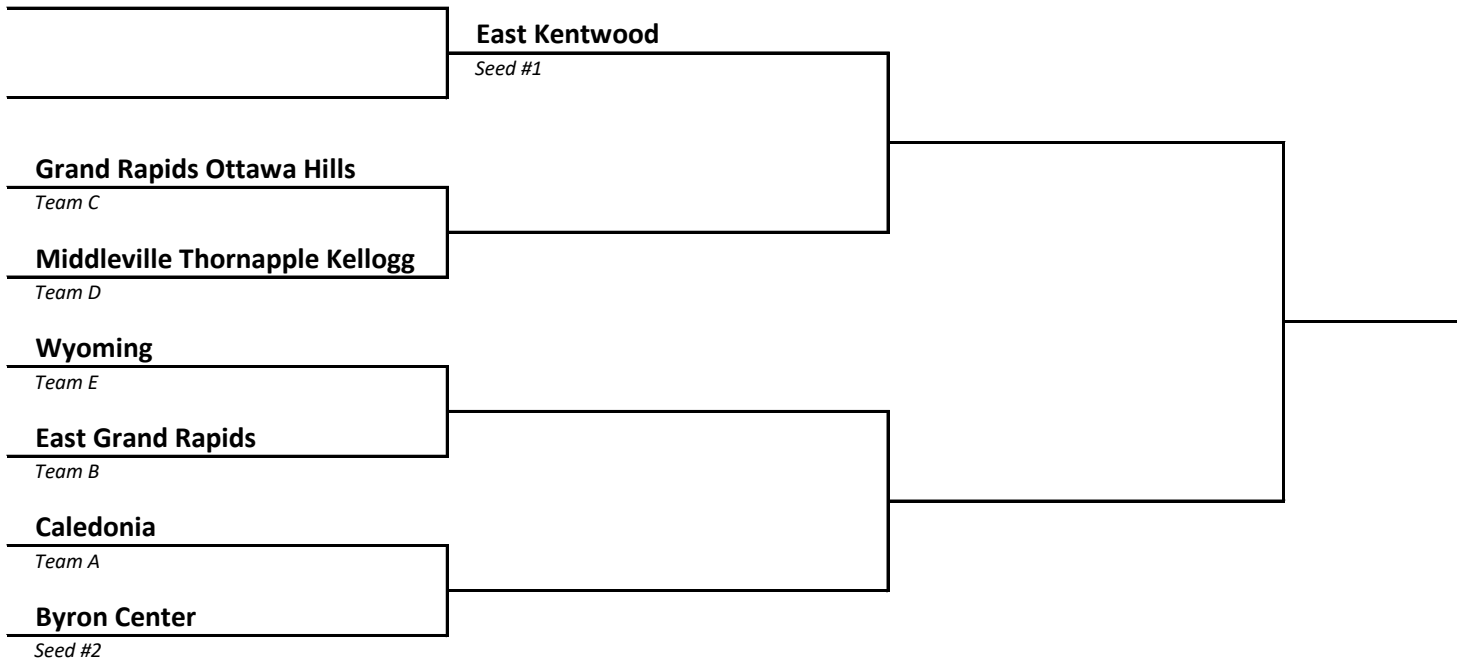 East Kentwood
Seed #1
Grand Rapids Ottawa Hills
Team C
Middleville Thornapple Kellogg
Team D
Wyoming
Team E
East Grand Rapids
Team B
Caledonia
Team A
Byron Center
Seed #2